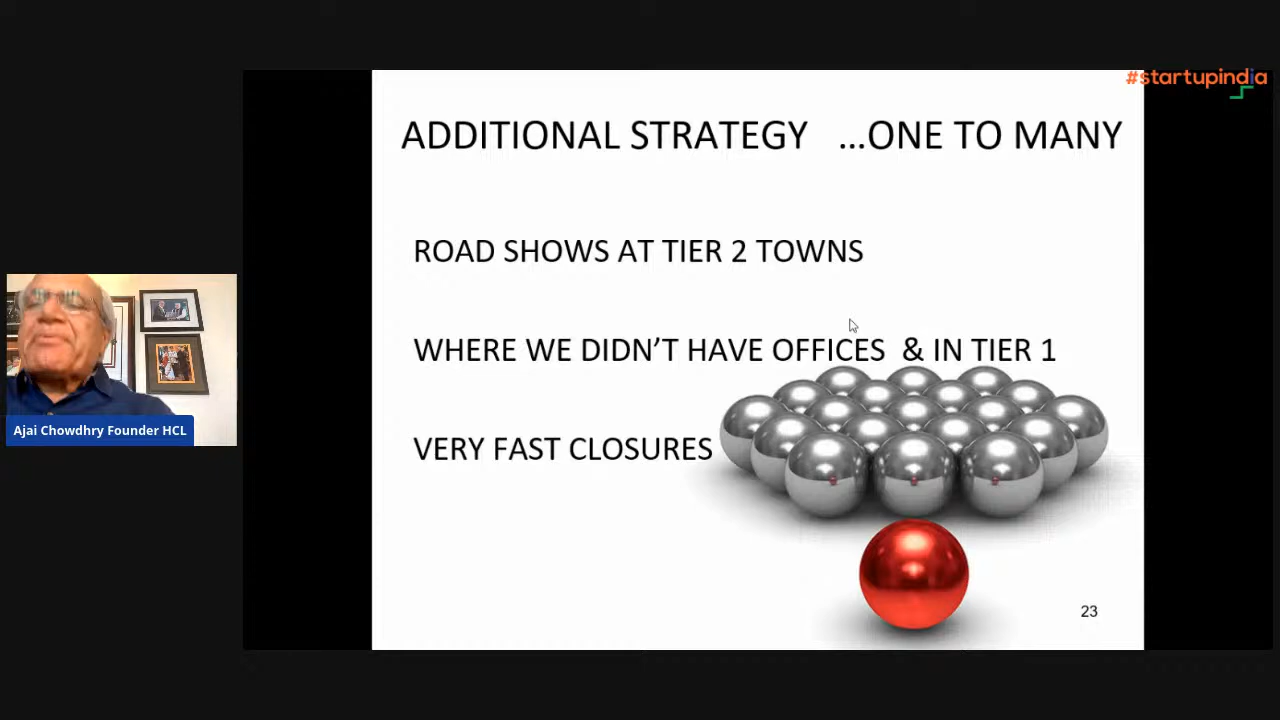 #startupindia
ADDITIONAL STRATEGY ...ONE TO MANY
ROAD SHOWS AT TIER 2 TOWNS
WHERE WE DIDN'T HAVE OFFICES & IN TIER 1
VERY FAST CLOSURES
23
Ajai Chowdhry Founder HCL